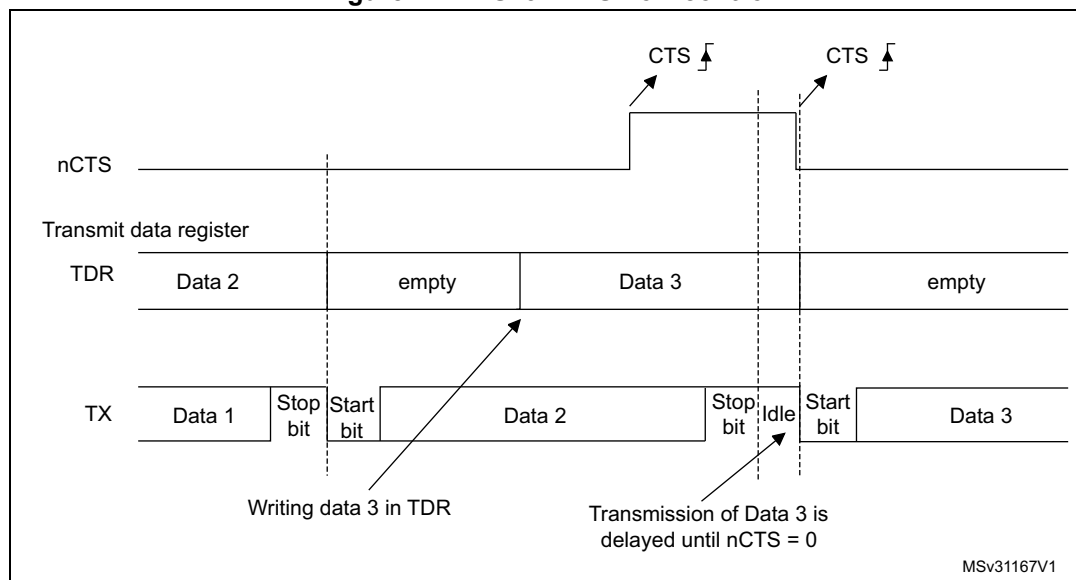 CTS CTS
nCTS
Transmit data register
TDR Data 2 empty Data 3 empty
TX Data 1 Stop bit Start bit Data 2 Stop bit Idle Start bit Data 3
Writing data 3 in TDR
Transmission of Data 3 is
delayed until nCTS = 0
MSv31167V1